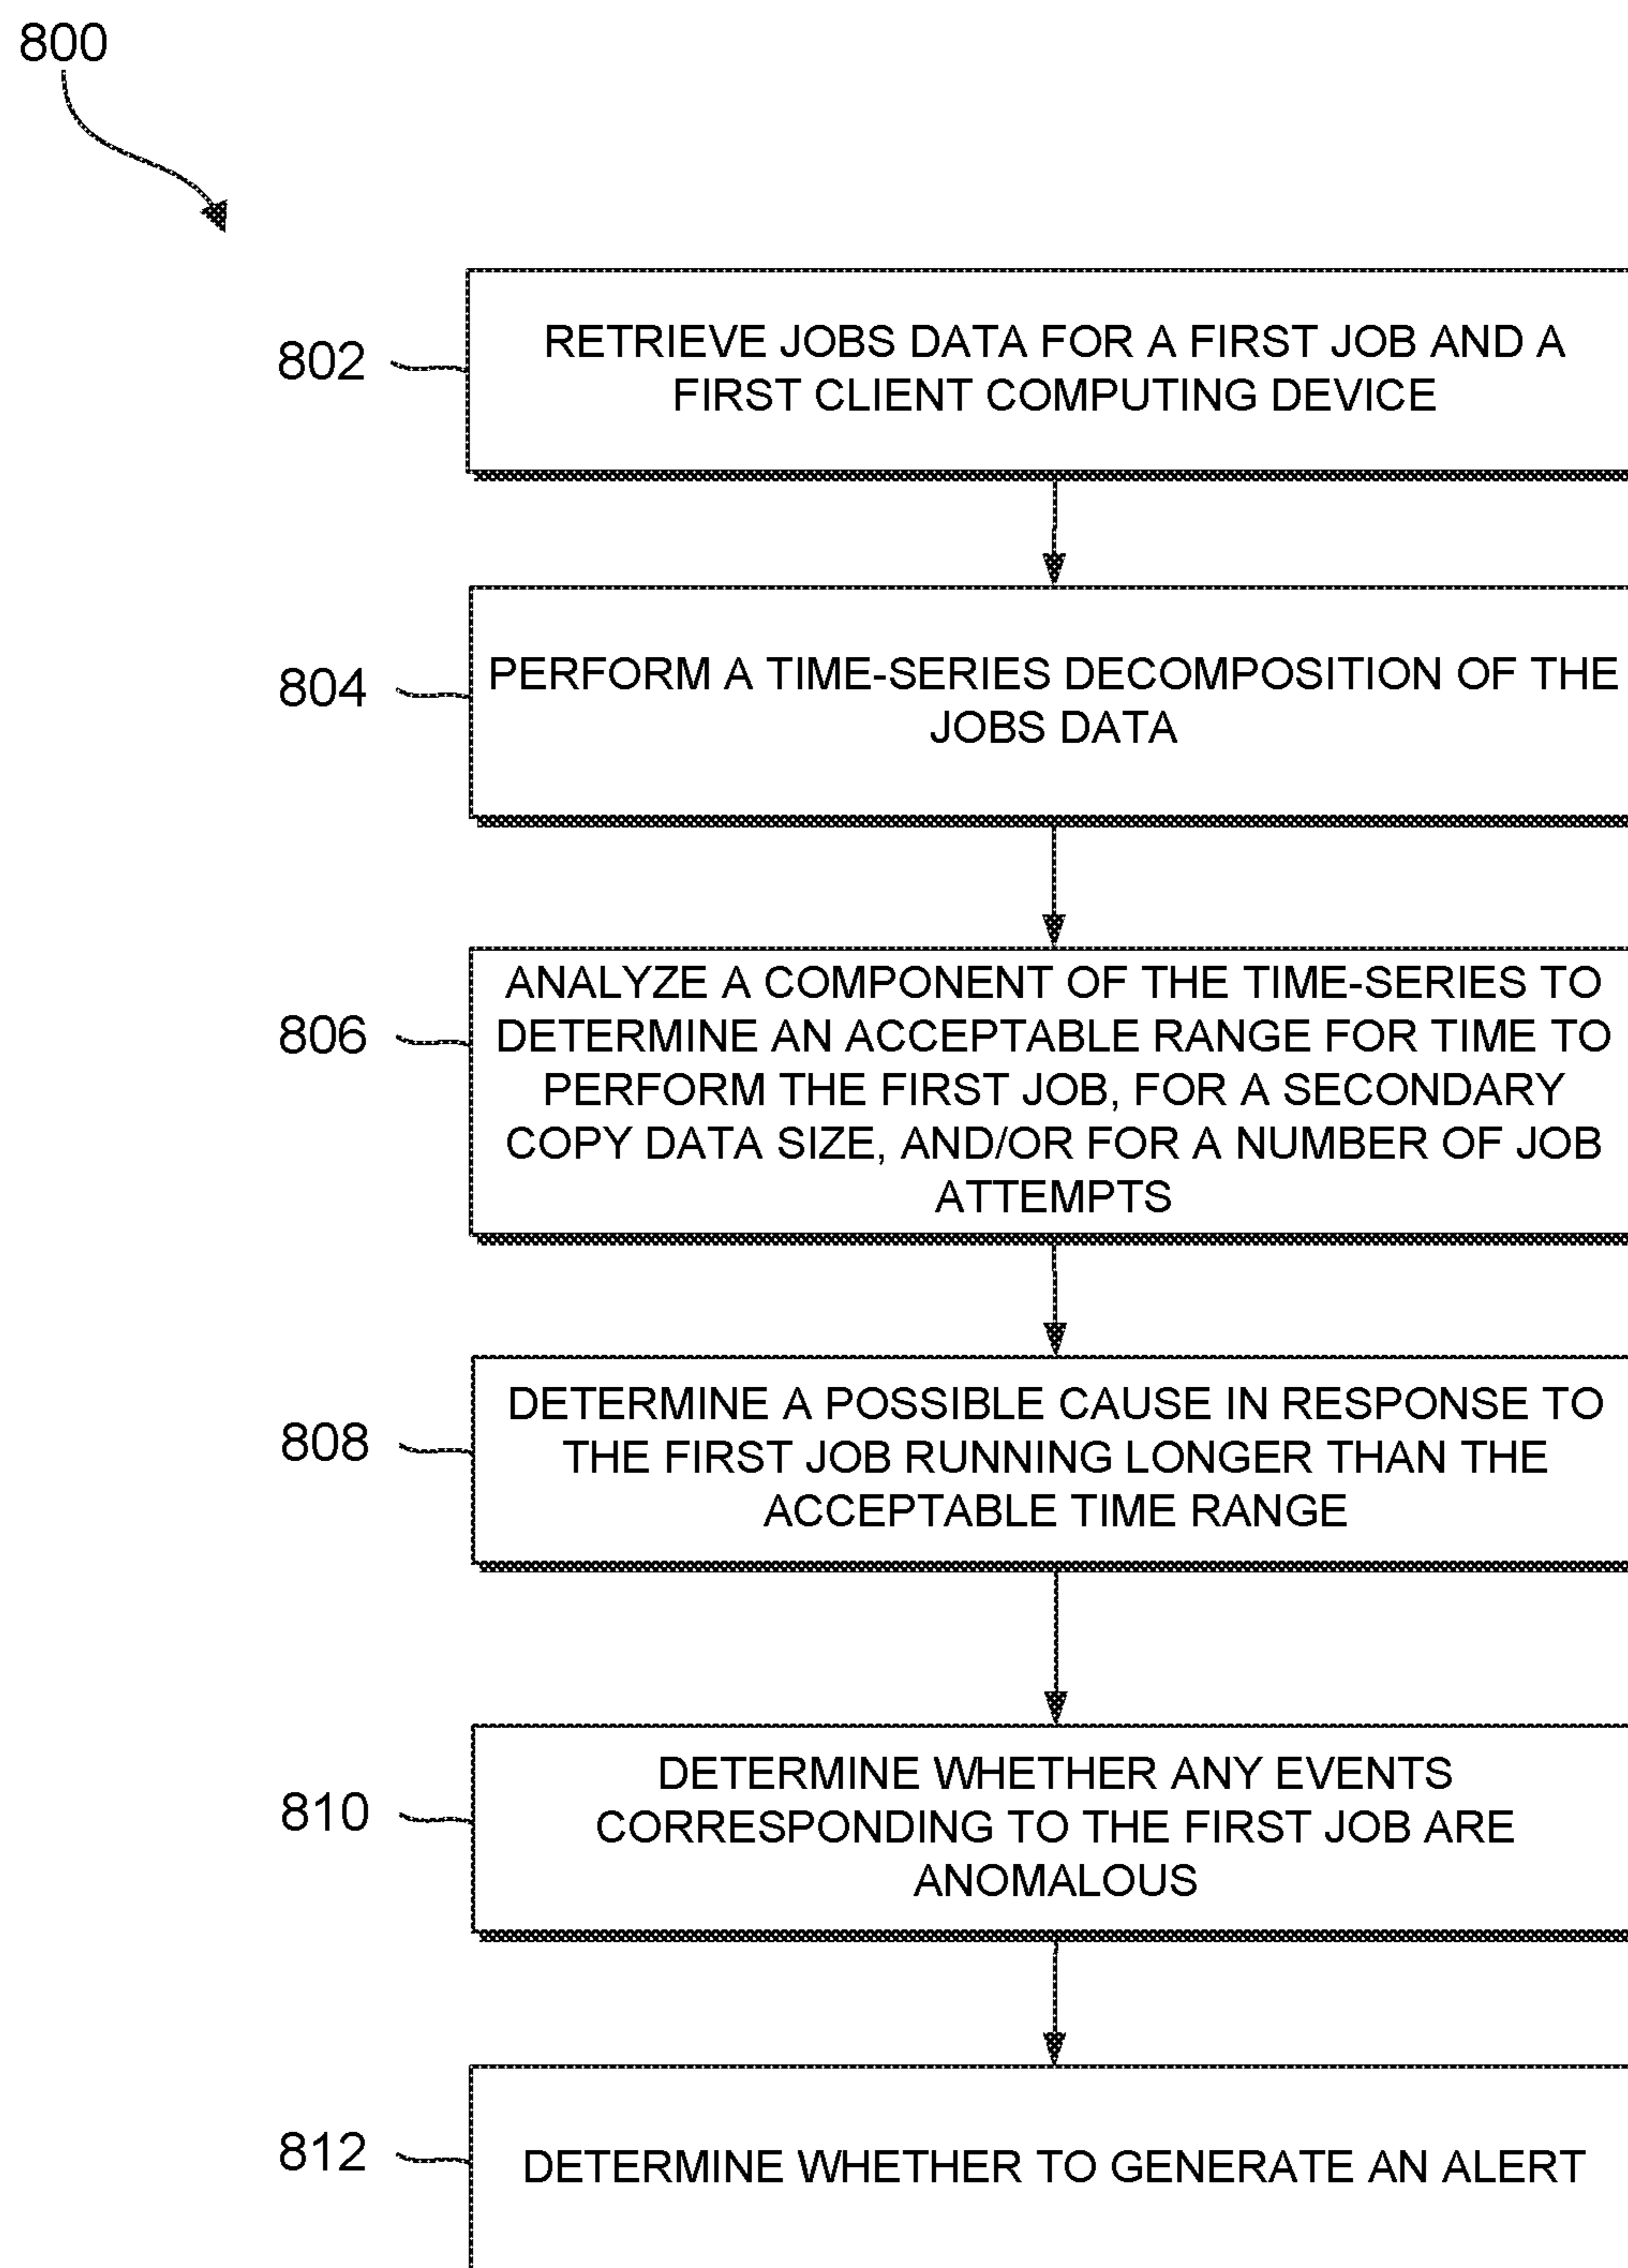 800
802
RETRIEVE JOBS DATA FOR A FIRST JOB AND A
FIRST CLIENT COMPUTING DEVICE
804
PERFORM A TIME-SERIES DECOMPOSITION OF THE
JOBS DATA
806
ANALYZE A COMPONENT OF THE TIME-SERIES TO
DETERMINE AN ACCEPTABLE RANGE FOR TIME TO
PERFORM THE FIRST JOB, FOR A SECONDARY
COPY DATA SIZE, AND/OR FOR A NUMBER OF JOB
ATTEMPTS
808
DETERMINE A POSSIBLE CAUSE IN RESPONSE TO
THE FIRST JOB RUNNING LONGER THAN THE
ACCEPTABLE TIME RANGE
810
DETERMINE WHETHER ANY EVENTS
CORRESPONDING TO THE FIRST JOB ARE
ANOMALOUS
812
DETERMINE WHETHER TO GENERATE AN ALERT